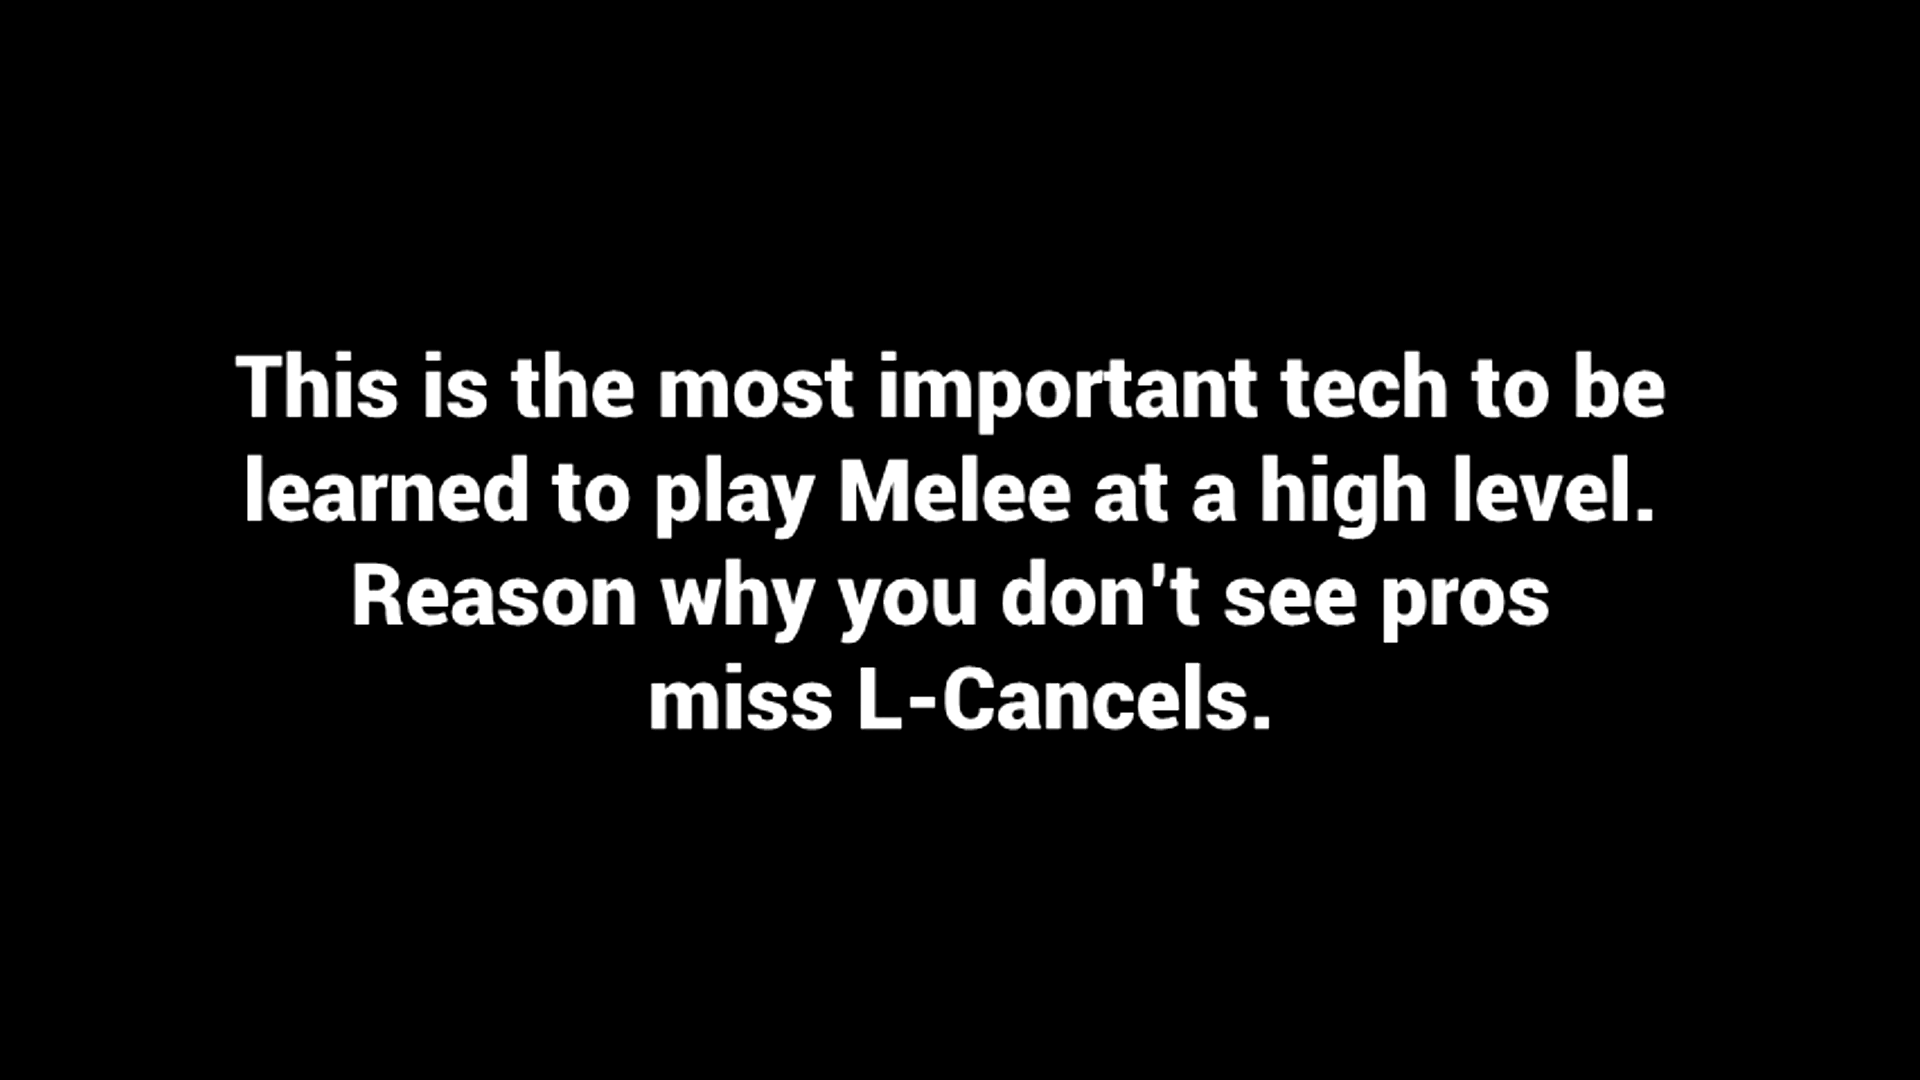 This is the most important tech to be
learned to play Melee at a high level.
Reason why you don't see pros
miss L-Cancels.